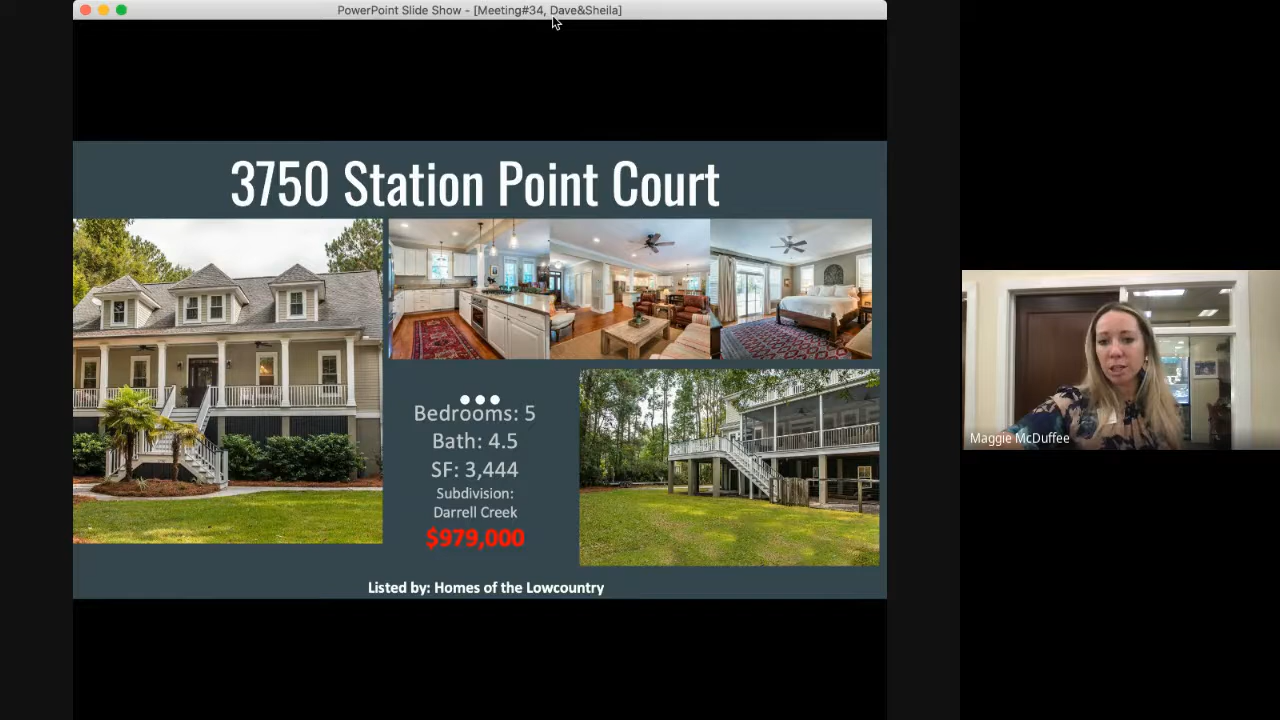 PowerPoint Slide Show - [Meeting#34, Dave&Sheila]
3750 Station Point Court
Bedrooms: 5
Bath: 4.5
SF: 3,444
Subdivision:
Darrell Creek
$979,000
Listed by: Homes of the Lowcountry
Maggie McDuffee